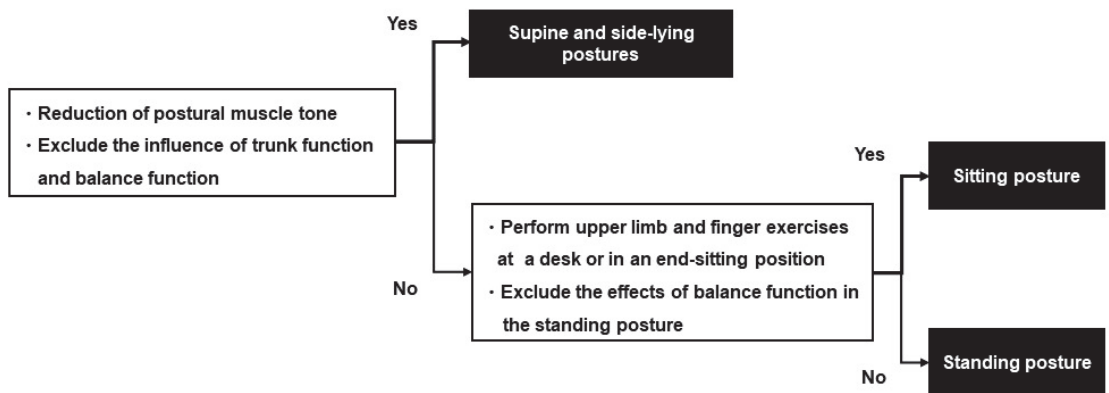 Yes
Supine and side-lying
postures
・Reduction of postural muscle tone
・Exclude the influence of trunk function
and balance function
No
・Perform upper limb and finger exercises
at a desk or in an end-sitting position
・Exclude the effects of balance function in
the standing posture
Yes
Sitting posture
No
Standing posture